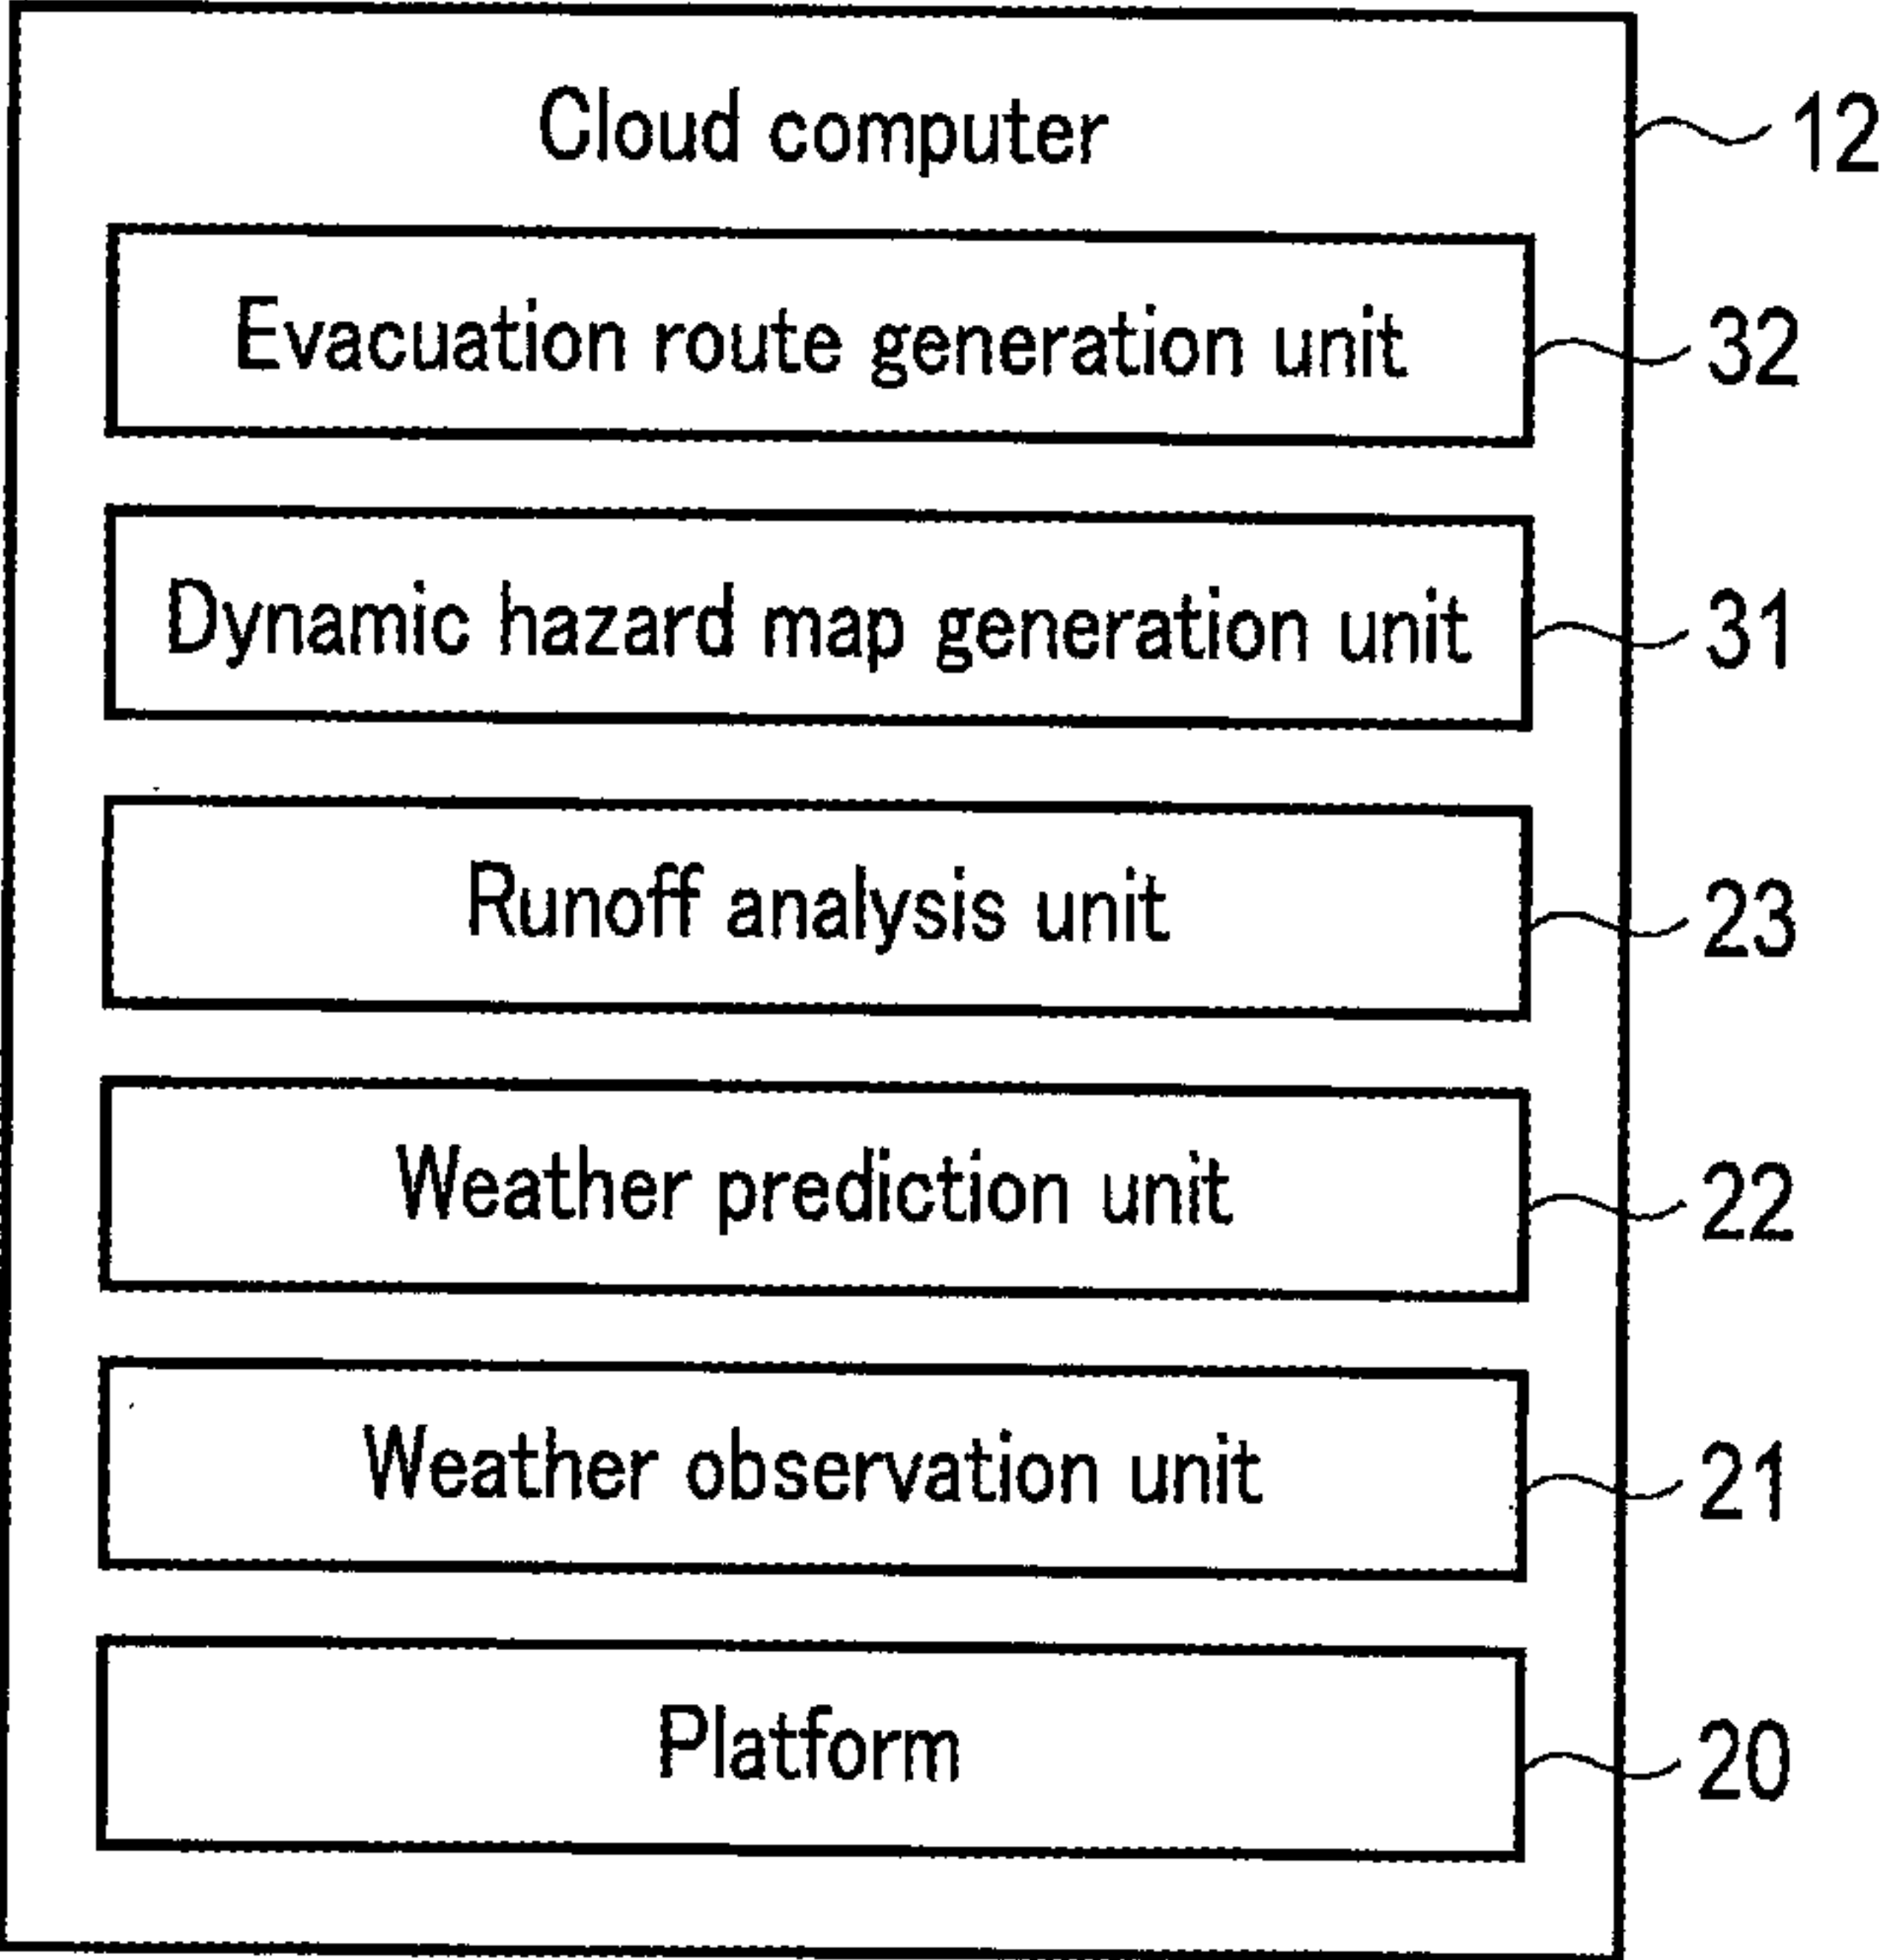 Cloud computer 12
Evacuation route generation unit 32
Dynamic hazard map generation unit 31
Runoff analysis unit 23
Weather prediction unit 22
Weather observation unit 21
Platform 20